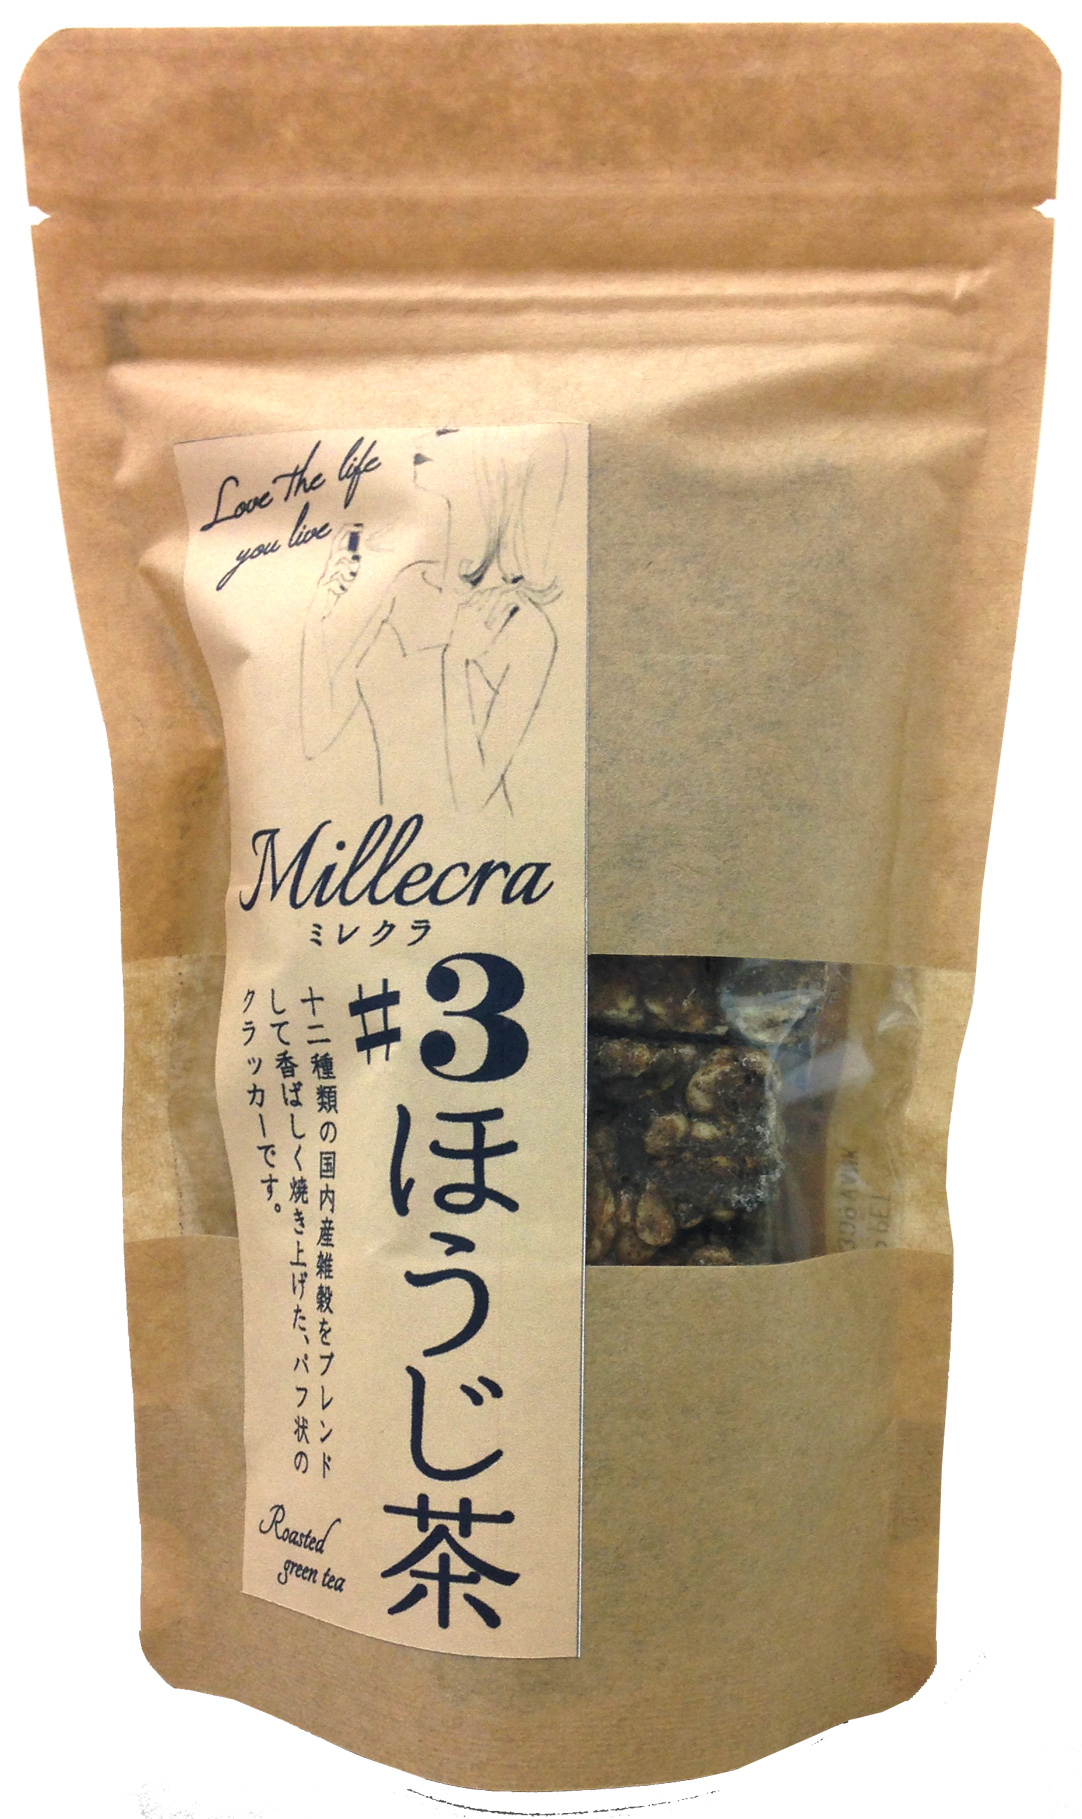 Love the life
you live
Millecra
ミレクラ
#3
ほうじ茶
十二種類の国内産雑穀をブレンド
して香ばしく焼き上げた、パフ状の
クラッカーです。
Roasted
green tea